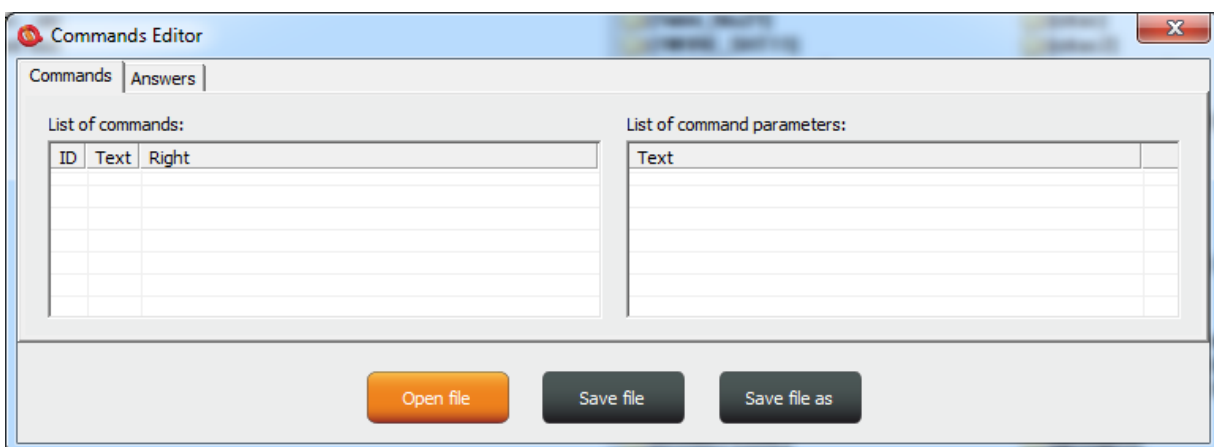 Commands Editor
Commands
Answers
List of commands:
List of command parameters:
ID Text Right
Text
Open file
Save file
Save file as